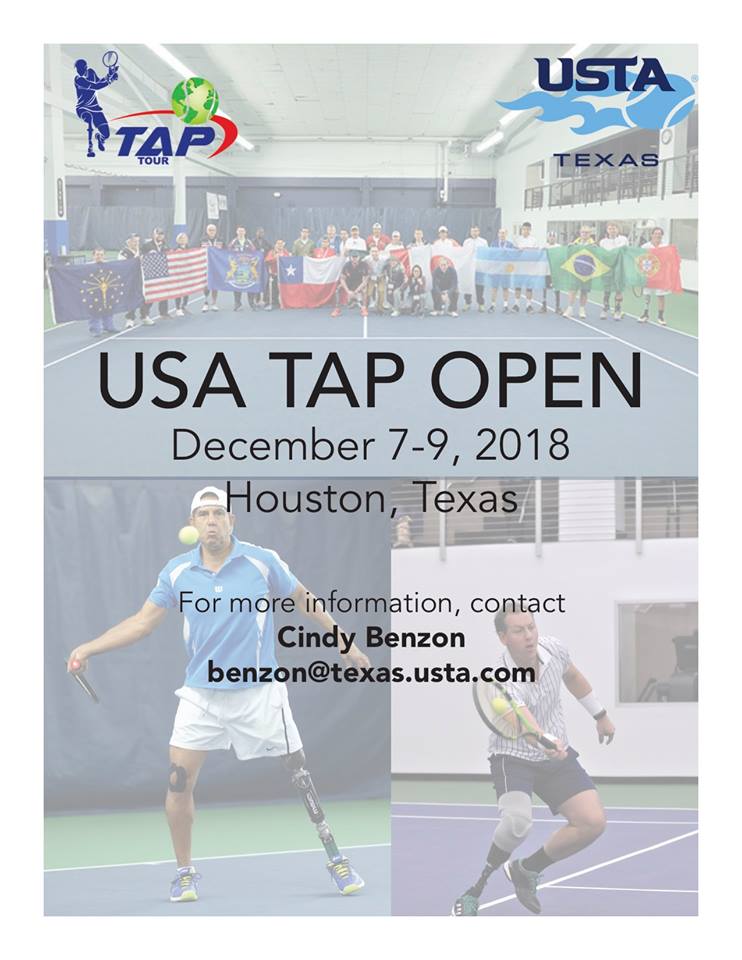 TAP
TOUR
USTA
TEXAS
USA TAP OPEN
December 7-9, 2018
Houston, Texas
For more information, contact
Cindy Benzon
benzon@texas.usta.com